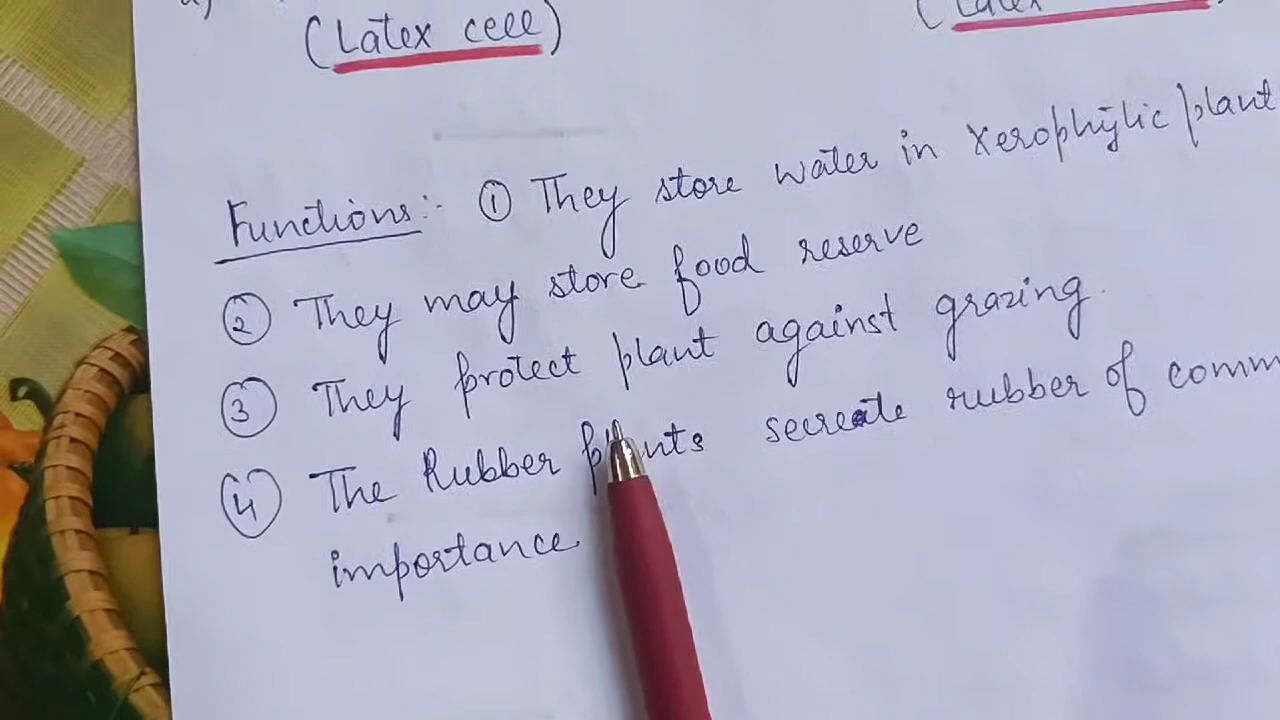 (Latex cell)
(Latex
Functions:- ① They store water in Xerophylic plant
② They may store food reserve
③ They protect plant against grazing.
④ The Rubber plants secreate rubber of comm
importance